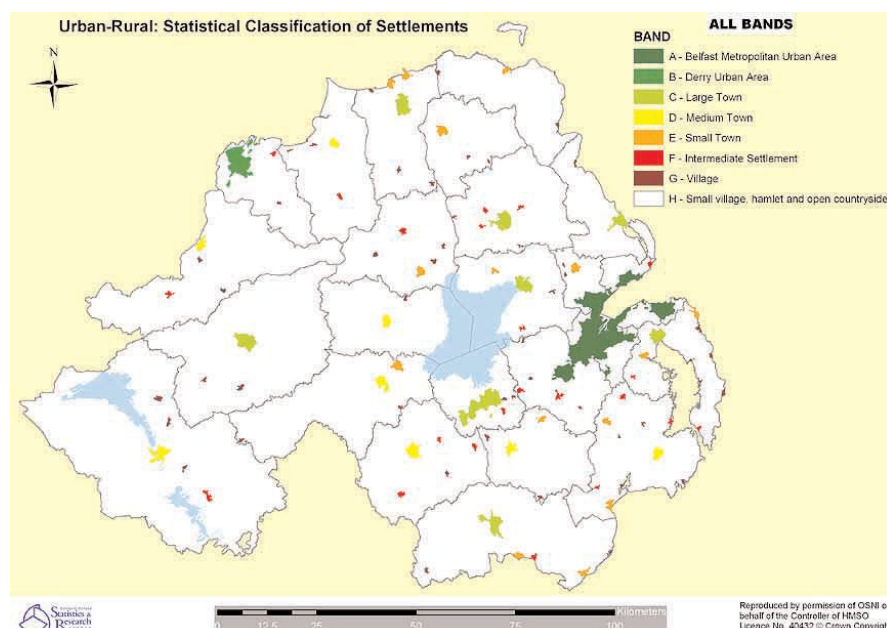 Urban-Rural: Statistical Classification of Settlements
ALL BANDS
N
BAND
A - Belfast Metropolitan Urban Area
B - Derry Urban Area
C - Large Town
D - Medium Town
E - Small Town
F - Intermediate Settlement
G - Village
H - Small village, hamlet and open countryside
Statistics &
Research
Kilometers
0 12.5 25 50 75 100
Reproduced by permission of OSNI o
behalf of the Controller of HMSO
Licence No. 40432 © Crown Copyright